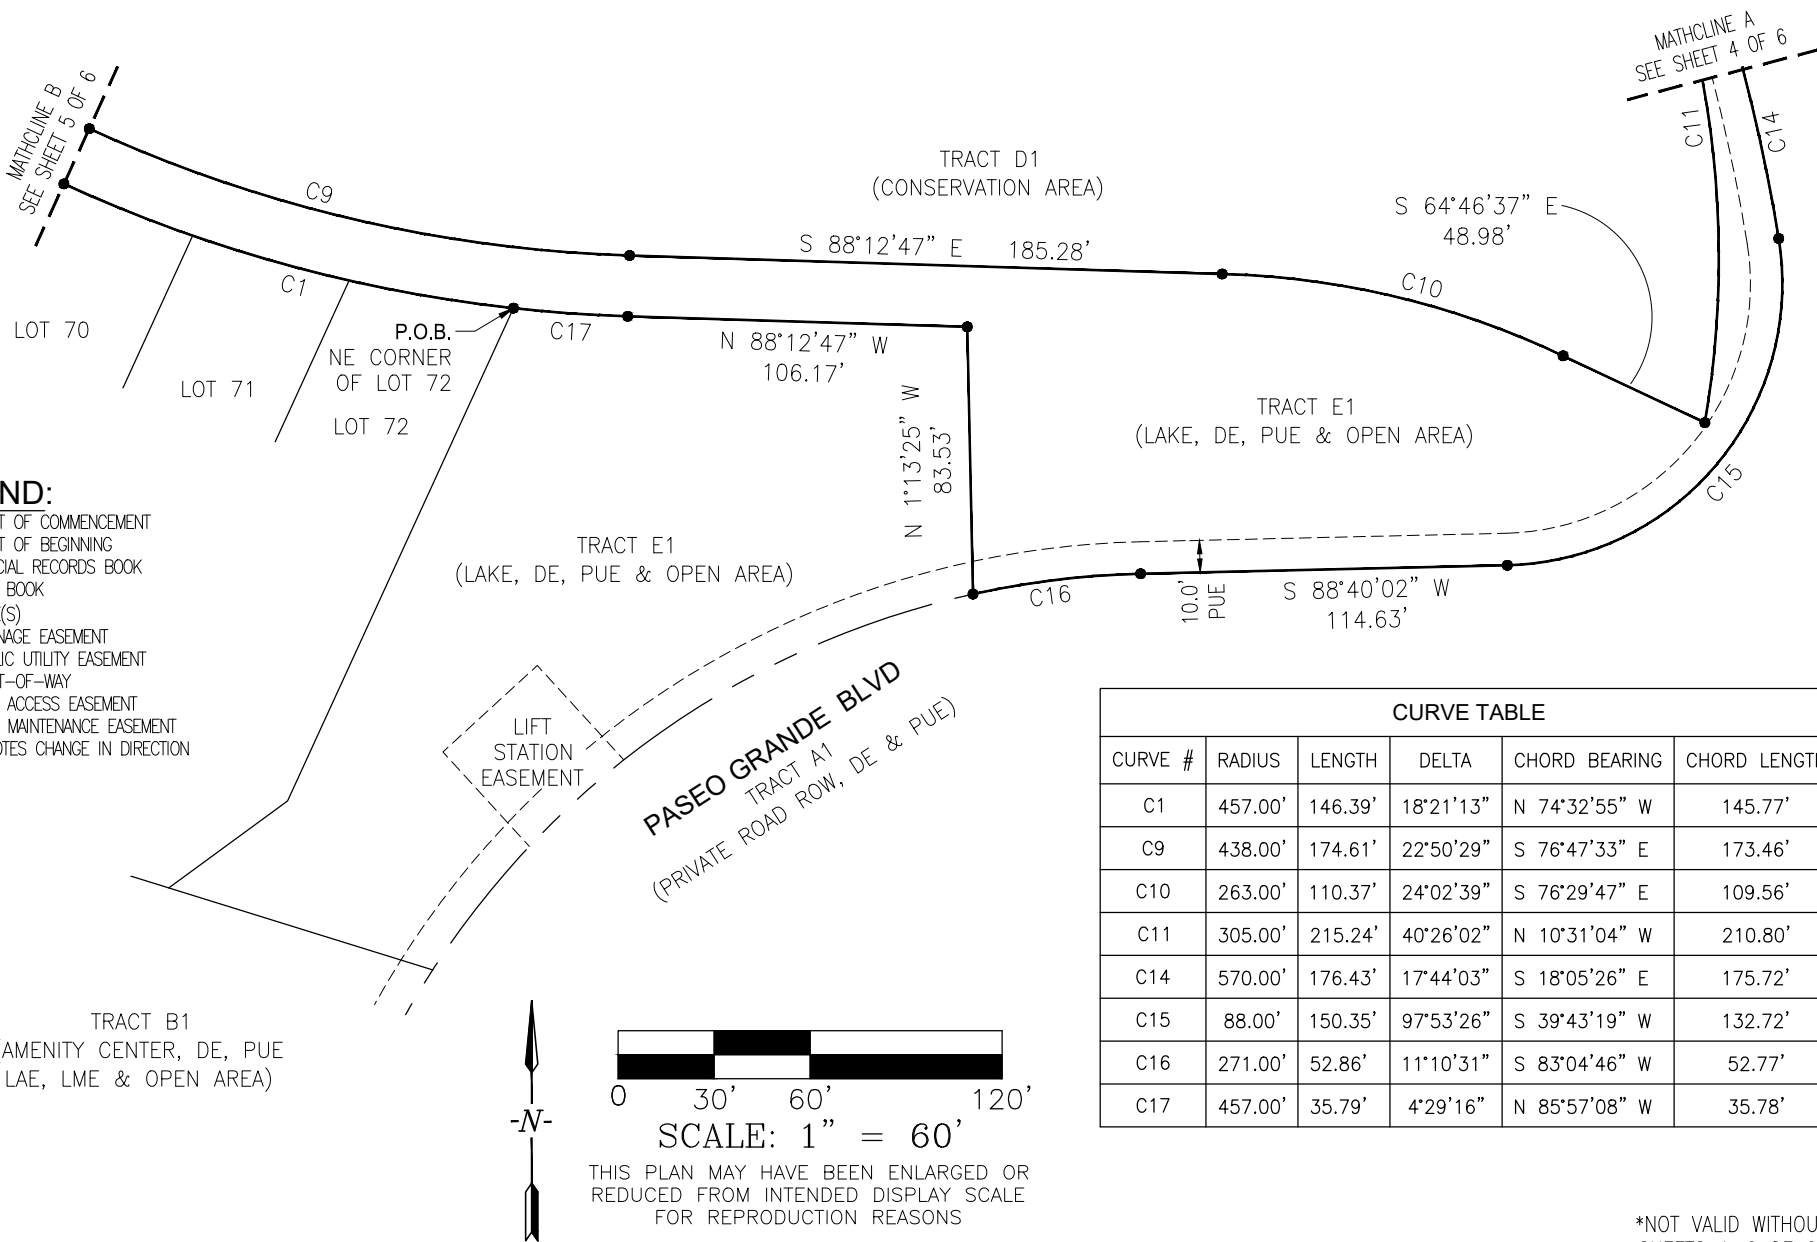 MATHCLINE A
SEE SHEET 4 OF 6
MATHCLINE B
SEE SHEET 5 OF 6
C11
C14
C9
TRACT D1
(CONSERVATION AREA)
S 64°46'37" E
48.98'
S 88°12'47" E 185.28'
C1
C10
LOT 70
P.O.B.
C17
NE CORNER
OF LOT 72
N 88°12'47" W
106.17'
LOT 71
LOT 72
N 1°13'25" W
83.53'
TRACT E1
(LAKE, DE, PUE & OPEN AREA)
C15
ND:
T OF COMMENCEMENT
T OF BEGINNING
CIAL RECORDS BOOK
BOOK
(S)
NAGE EASEMENT
IC UTILITY EASEMENT
T-OF-WAY
ACCESS EASEMENT
MAINTENANCE EASEMENT
OTES CHANGE IN DIRECTION
TRACT E1
(LAKE, DE, PUE & OPEN AREA)
C16
10.0'
PUE
S 88°40'02" W
114.63'
LIFT
STATION
EASEMENT
PASEO GRANDE BLVD
TRACT A1
(PRIVATE ROAD ROW, DE & PUE)
CURVE TABLE
CURVE # RADIUS LENGTH DELTA CHORD BEARING CHORD LENGTH
C1 457.00' 146.39' 18°21'13" N 74°32'55" W 145.77'
C9 438.00' 174.61' 22°50'29" S 76°47'33" E 173.46'
C10 263.00' 110.37' 24°02'39" S 76°29'47" E 109.56'
C11 305.00' 215.24' 40°26'02" N 10°31'04" W 210.80'
C14 570.00' 176.43' 17°44'03" S 18°05'26" E 175.72'
C15 88.00' 150.35' 97°53'26" S 39°43'19" W 132.72'
C16 271.00' 52.86' 11°10'31" S 83°04'46" W 52.77'
C17 457.00' 35.79' 4°29'16" N 85°57'08" W 35.78'
TRACT B1
(AMENITY CENTER, DE, PUE
LAE, LME & OPEN AREA)
-N-
0 30' 60' 120'
SCALE: 1" = 60'
THIS PLAN MAY HAVE BEEN ENLARGED OR
REDUCED FROM INTENDED DISPLAY SCALE
FOR REPRODUCTION REASONS
*NOT VALID WITHOU